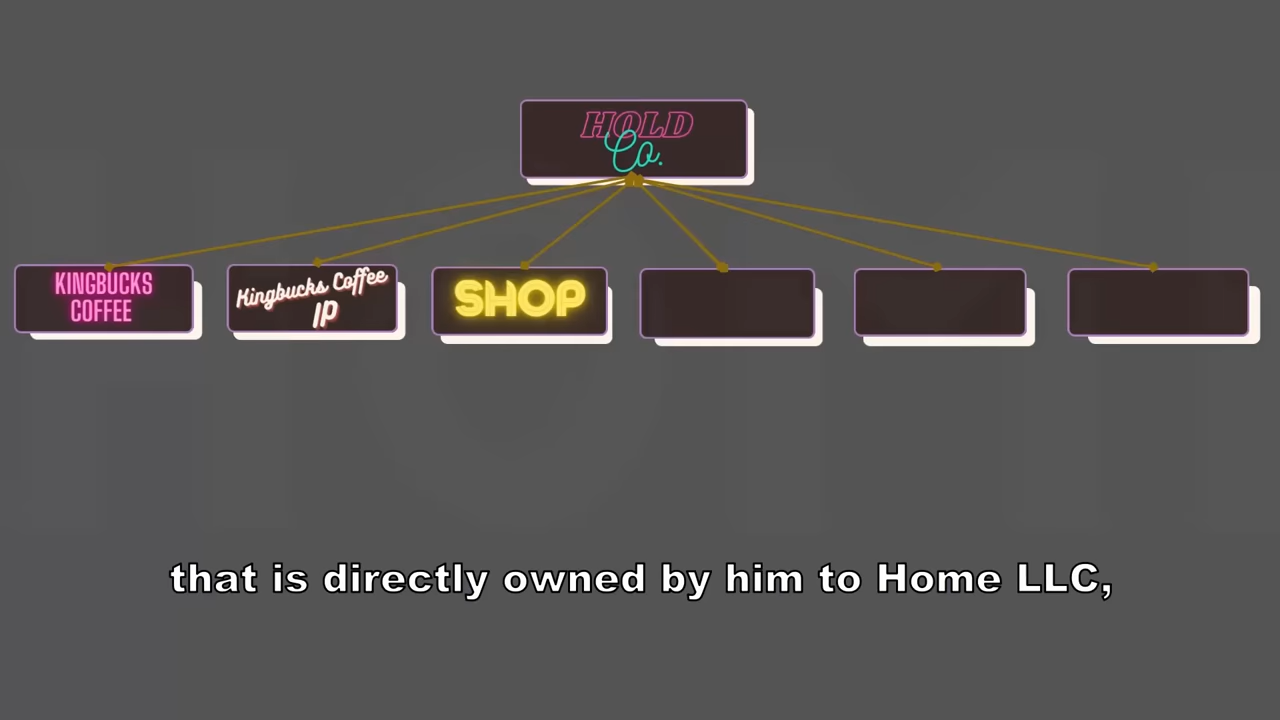 HOLD
Co.
KINGBUCKS
COFFEE
Kingbucks Coffee
IP
SHOP
that is directly owned by him to Home LLC,